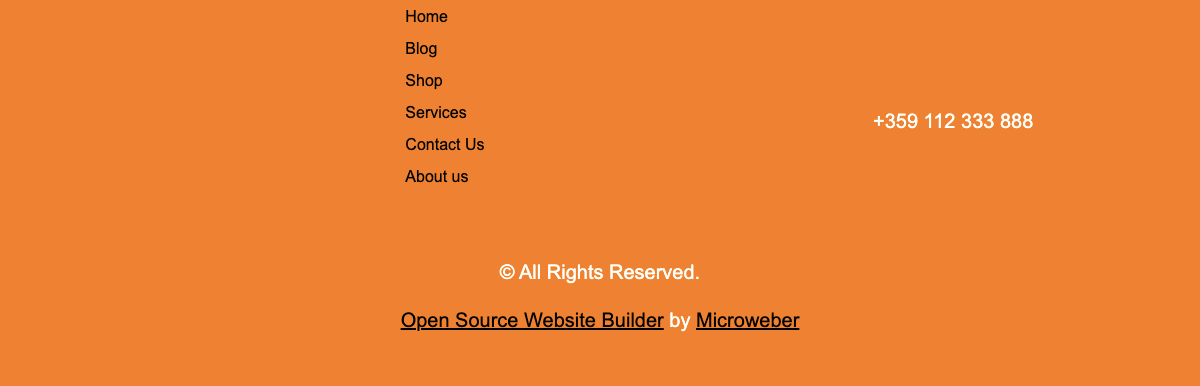 Home
Blog
Shop
Services
Contact Us
About us
+359 112 333 888
© All Rights Reserved.
Open Source Website Builder by Microweber